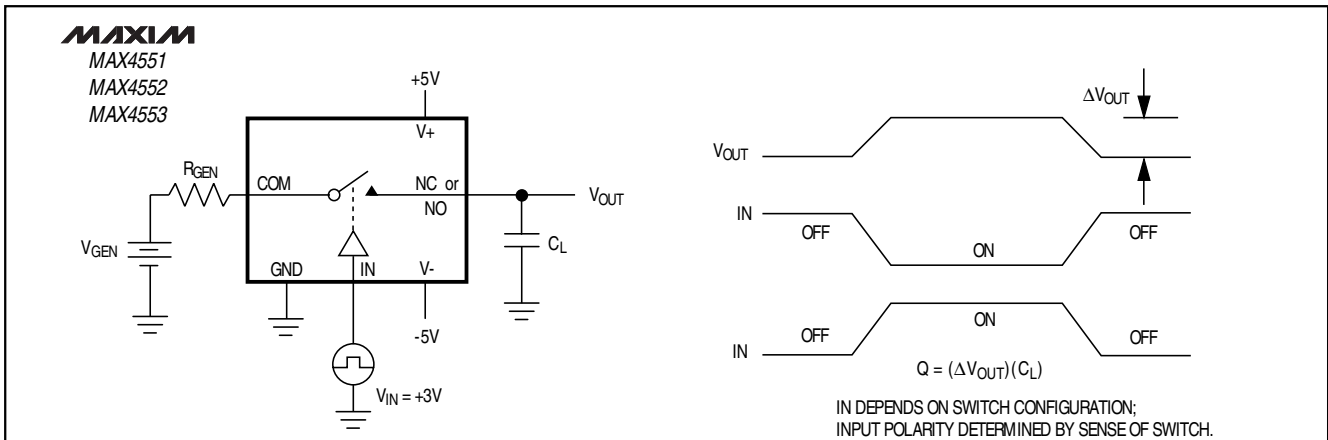 MAXIM
MAX4551
MAX4552
MAX4553
+5V
V+
RGEN
COM
NC or
NO
VOUT
VGEN
CL
GND
IN
V-
-5V
VIN = +3V
ΔVOUT
VOUT
IN
OFF
ON
OFF
IN
OFF
ON
OFF
Q = (ΔVOUT)(CL)
IN DEPENDS ON SWITCH CONFIGURATION;
INPUT POLARITY DETERMINED BY SENSE OF SWITCH.